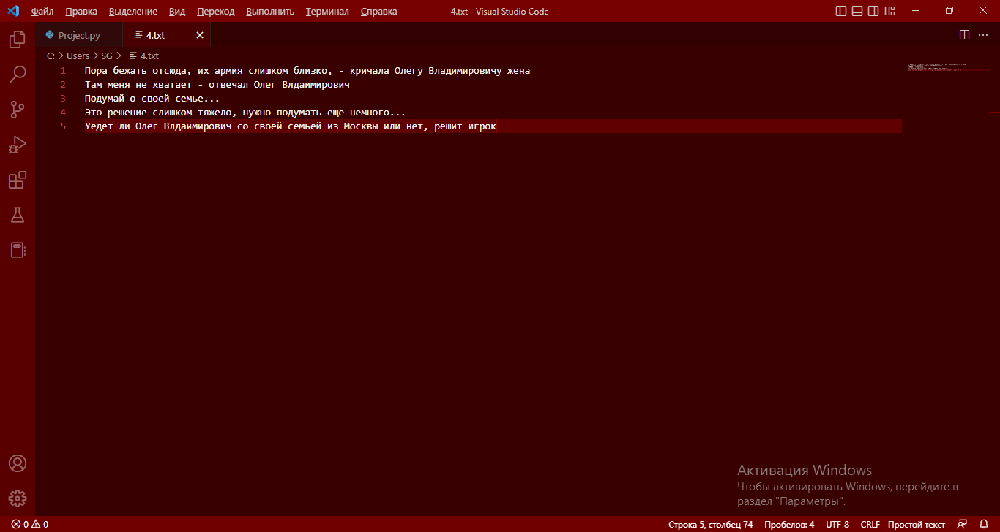 Файл Правка Выделение Вид Переход Выполнить Терминал Справка 4.txt - Visual Studio Code
Project.py 4.txt
C: Users SG 4.txt
1 Пора бежать отсюда, их армия слишком близко, - кричала Олегу Владимировичу жена
2 Там меня не хватает - отвечал Олег Влдаимирович
3 Подумай о своей семье...
4 Это решение слишком тяжело, нужно подумать еще немного...
5 Уедет ли Олег Влдаимирович со своей семьёй из Москвы или нет, решит игрок
Активация Windows
Чтобы активировать Windows, перейдите в
раздел "Параметры".
0 0 Строка 5, столбец 74 Пробелов: 4 UTF-8 CRLF Простой текст